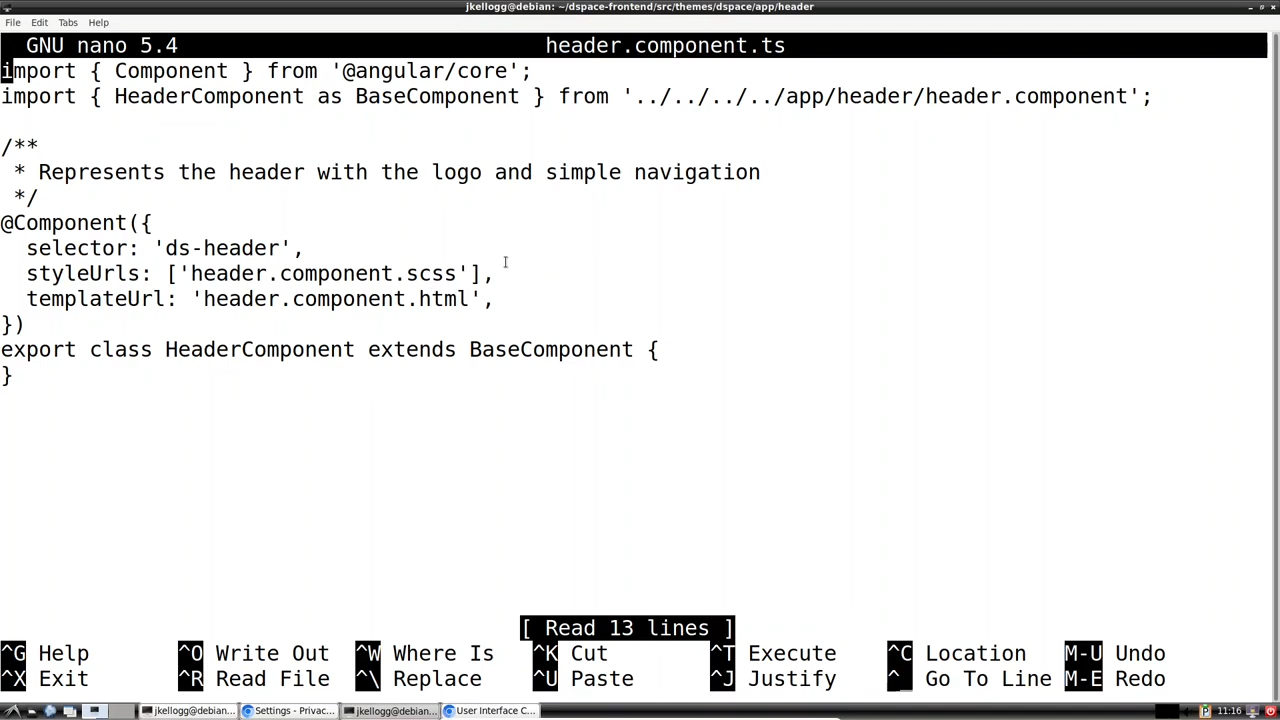 jkellogg@debian: ~/dspace-frontend/src/themes/dspace/app/header
File Edit Tabs Help
GNU nano 5.4 header.component.ts
import { Component } from '@angular/core';
import { HeaderComponent as BaseComponent } from '../../../../app/header/header.component';
/**
* Represents the header with the logo and simple navigation
*/
@Component({
selector: 'ds-header',
styleUrls: ['header.component.scss'],
templateUrl: 'header.component.html',
})
export class HeaderComponent extends BaseComponent {
}
[ Read 13 lines ]
^G Help ^O Write Out ^W Where Is ^K Cut ^T Execute ^C Location M-U Undo
^X Exit ^R Read File ^\ Replace ^U Paste ^J Justify ^_ Go To Line M-E Redo
jkellogg@debian... Settings - Privac... jkellogg@debian... User Interface C... 11:16